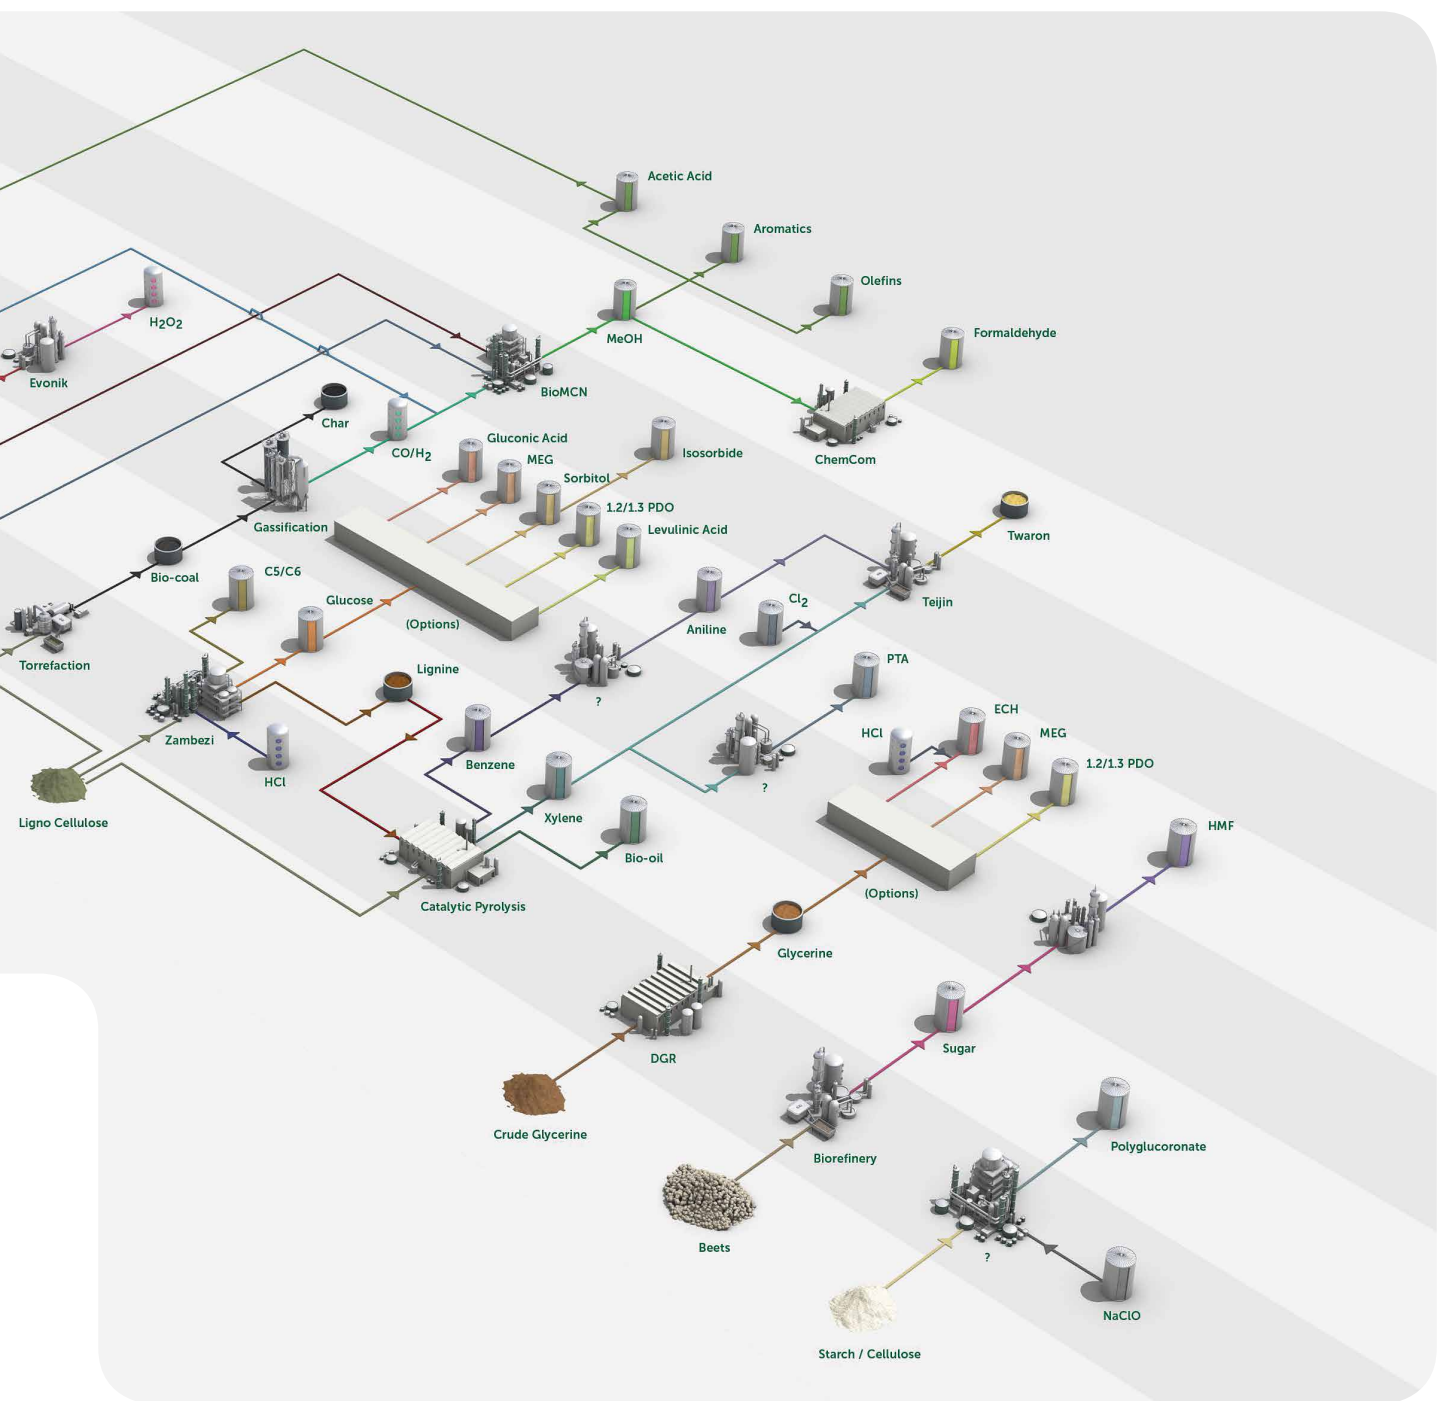 Acetic Acid
Aromatics
Olefins
H2O2
MeOH
Formaldehyde
Evonik
BioMCN
Char
CO/H2
Gluconic Acid
MEG
Isosorbide
ChemCom
Sorbitol
1.2/1.3 PDO
Gassification
Levulinic Acid
Twaron
Bio-coal
C5/C6
Glucose
(Options)
Aniline
Cl2
Teijin
Torrefaction
Lignine
PTA
?
Zambezi
HCl
Benzene
HCl
ECH
MEG
1.2/1.3 PDO
?
Ligno Cellulose
Xylene
Bio-oil
HMF
Catalytic Pyrolysis
(Options)
Glycerine
DGR
Sugar
Crude Glycerine
Biorefinery
Polyglucoronate
Beets
?
NaClO
Starch / Cellulose